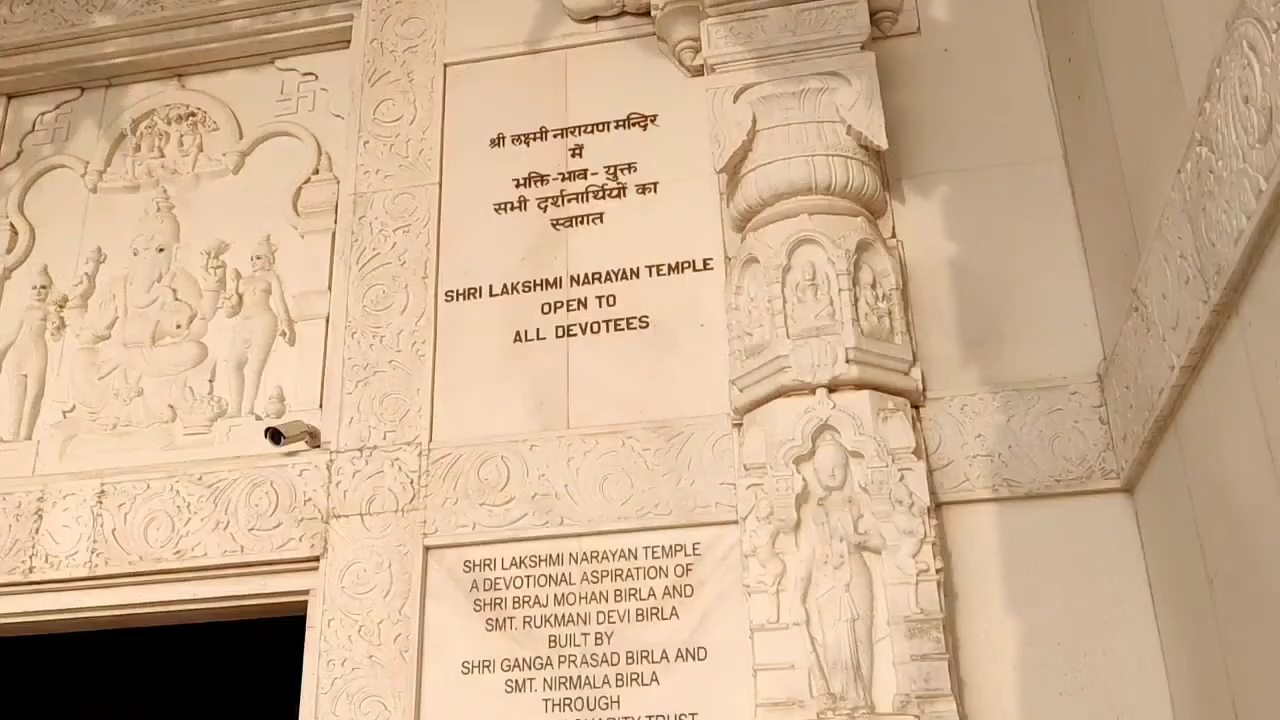 श्री लक्ष्मी नारायण मन्दिर
में
भक्ति-भाव- युक्त
सभी दर्शनार्थियों का
स्वागत
SHRI LAKSHMI NARAYAN TEMPLE
OPEN TO
ALL DEVOTEES
SHRI LAKSHMI NARAYAN TEMPLE
A DEVOTIONAL ASPIRATION OF
SHRI BRAJ MOHAN BIRLA AND
SMT. RUKMANI DEVI BIRLA
BUILT BY
SHRI GANGA PRASAD BIRLA AND
SMT. NIRMALA BIRLA
THROUGH
CHARITY TRUST